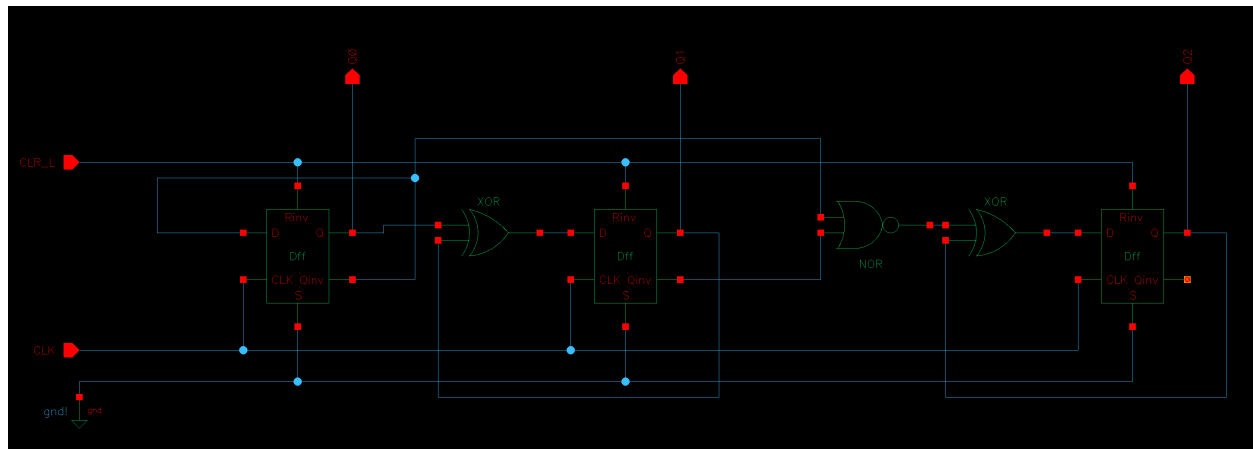 Q0
Q1
Q2
CLR_L
XOR
XOR
Rinv
Rinv
Rinv
D
Q
D
Q
D
Q
Dff
Dff
Dff
NOR
CLK
Qinv
CLK
Qinv
CLK
Qinv
S
S
S
CLK
gnd!
gnd